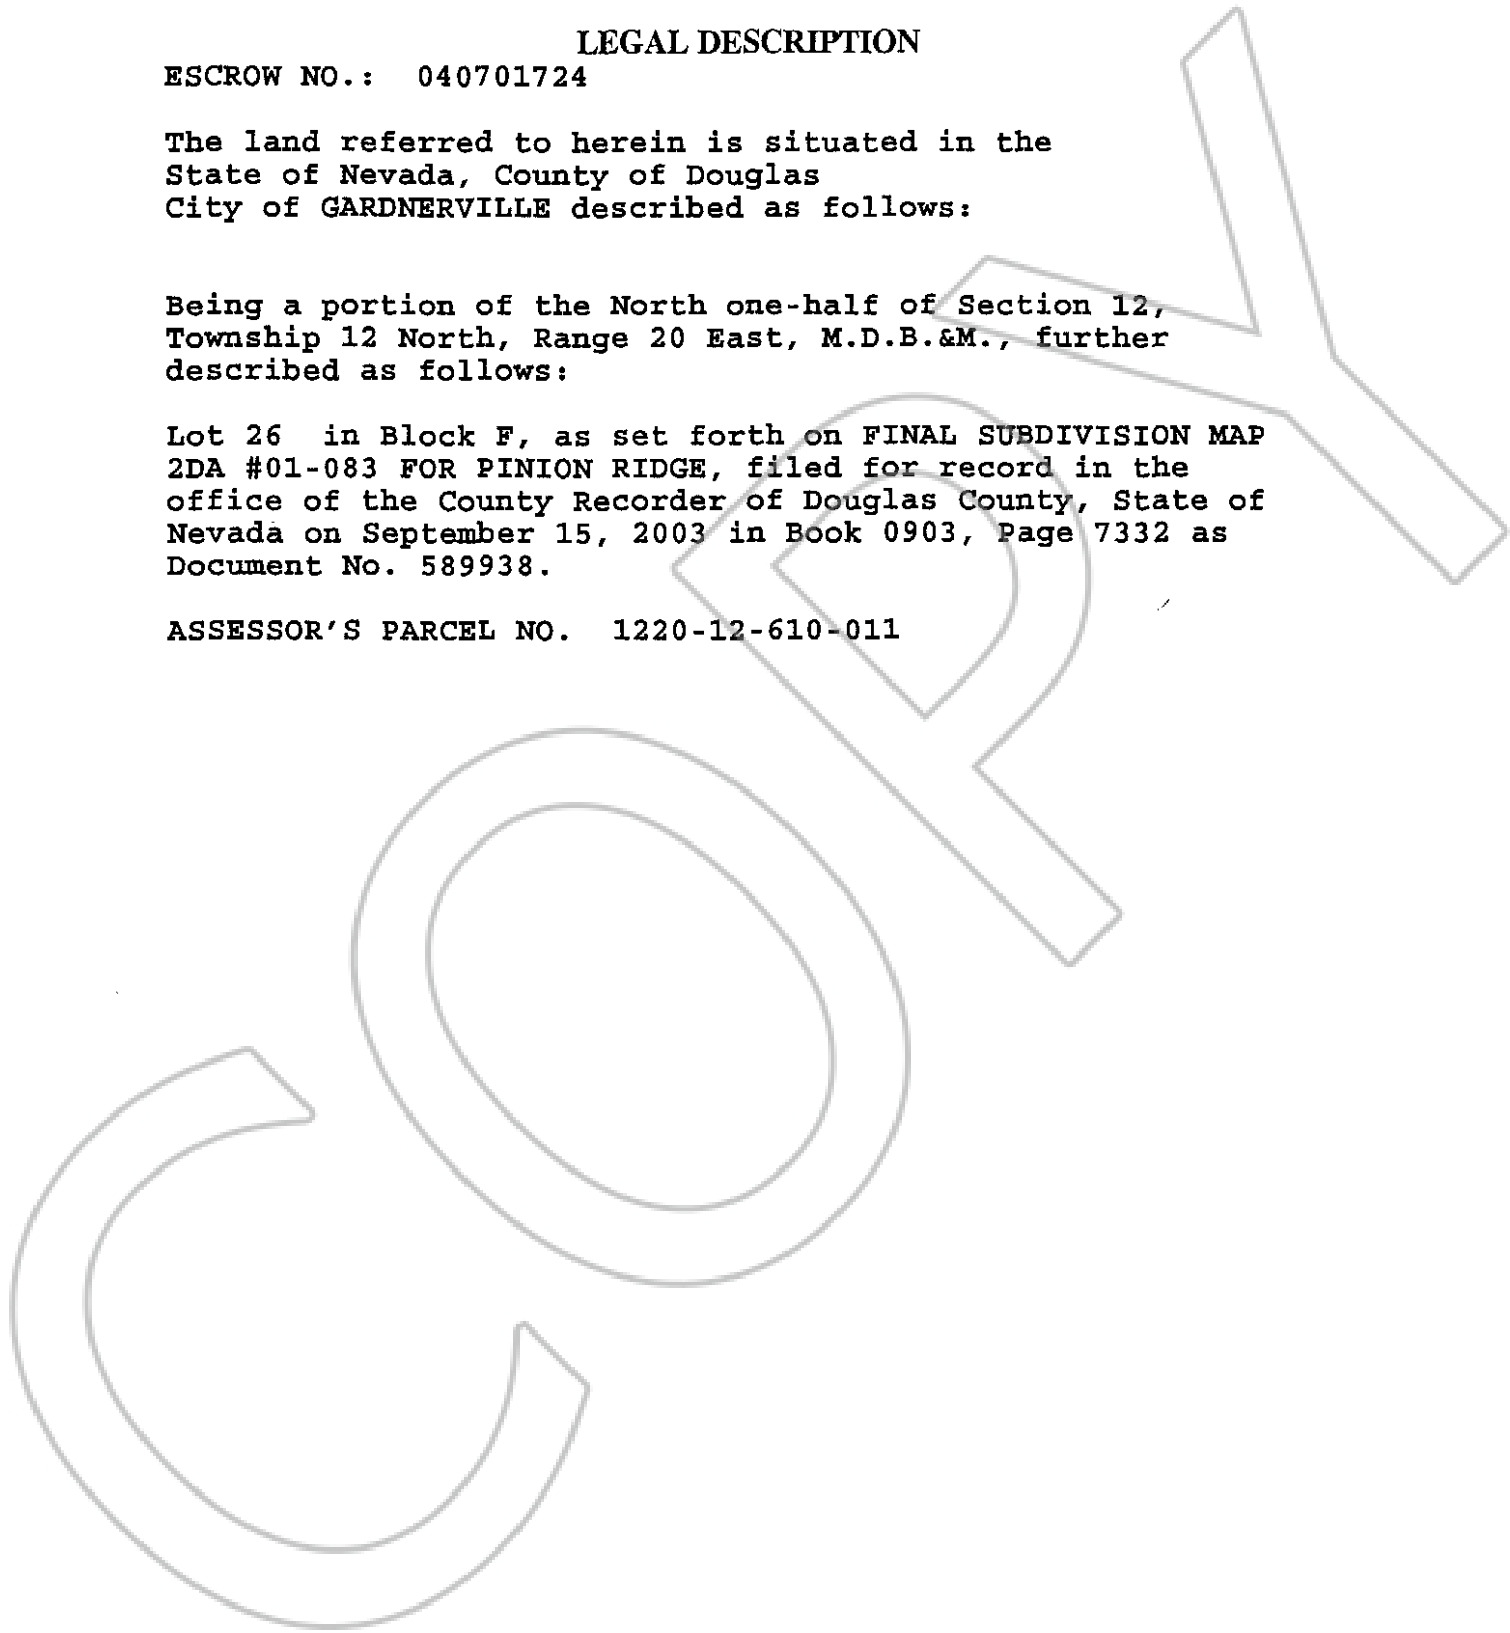 LEGAL DESCRIPTION
ESCROW NO.: 040701724
The land referred to herein is situated in the
State of Nevada, County of Douglas
City of GARDNERVILLE described as follows:
Being a portion of the North one-half of Section 12,
Township 12 North, Range 20 East, M.D.B.&M., further
described as follows:
Lot 26 in Block F, as set forth on FINAL SUBDIVISION MAP
2DA #01-083 FOR PINION RIDGE, filed for record in the
office of the County Recorder of Douglas County, State of
Nevada on September 15, 2003 in Book 0903, Page 7332 as
Document No. 589938.
ASSESSOR'S PARCEL NO. 1220-12-610-011
COPY